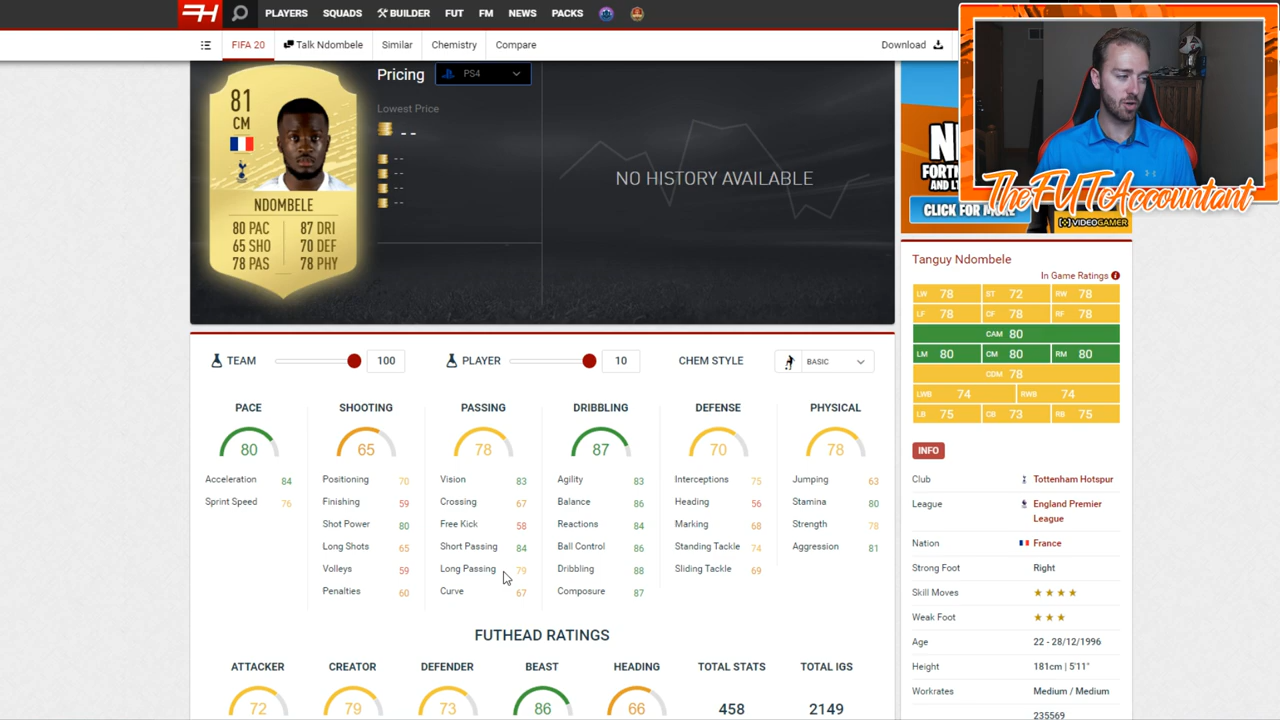 PLAYERS SQUADS BUILDER FUT FM NEWS PACKS
FIFA 20 Talk Ndombele Similar Chemistry Compare Download
81
CM
NDOMBELE
80 PAC 87 DRI
65 SHO 70 DEF
78 PAS 78 PHY
Pricing PS4
Lowest Price
--
--
--
--
--
NO HISTORY AVAILABLE
CLICK FOR MORE
VIDEOGAMER
TheFUTAccountant
TEAM 100 PLAYER 10 CHEM STYLE BASIC
PACE SHOOTING PASSING DRIBBLING DEFENSE PHYSICAL
80 65 78 87 70 78
Acceleration 84 Positioning 70 Vision 83 Agility 83 Interceptions 75 Jumping 63
Sprint Speed 76 Finishing 59 Crossing 67 Balance 86 Heading 56 Stamina 80
Shot Power 80 Free Kick 58 Reactions 84 Marking 68 Strength 78
Long Shots 65 Short Passing 84 Ball Control 86 Standing Tackle 74 Aggression 81
Volleys 59 Long Passing 79 Dribbling 88 Sliding Tackle 69
Penalties 60 Curve 67 Composure 87
FUTHEAD RATINGS
ATTACKER CREATOR DEFENDER BEAST HEADING TOTAL STATS TOTAL IGS
72 79 73 86 66 458 2149
Tanguy Ndombele
In Game Ratings
LW 78 ST 72 RW 78
LF 78 CF 78 RF 78
CAM 80
LM 80 CM 80 RM 80
CDM 78
LWB 74 RWB 74
LB 75 CB 73 RB 75
INFO
Club Tottenham Hotspur
League England Premier
League
Nation France
Strong Foot Right
Skill Moves
Weak Foot
Age 22 - 28/12/1996
Height 181cm | 5'11"
Workrates Medium / Medium
235569